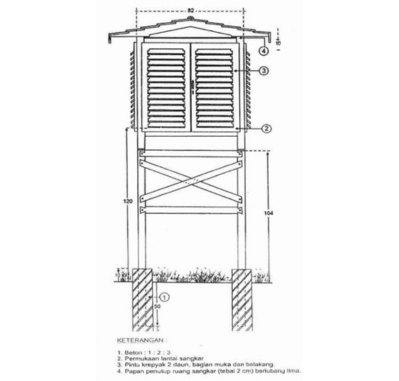 82
15
4
3
2
120
104
1
50
KETERANGAN :
1. Beton : 1 : 2 : 3
2. Permukaan lantai sangkar
3. Pintu krepyak 2 daun, bagian muka dan belakang.
4. Papan penutup ruang sangkar (tebal 2 cm) berlubang lima.